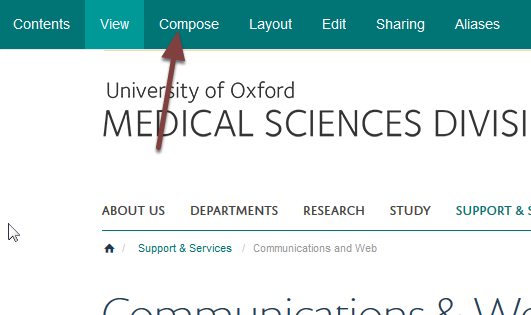 Contents View Compose Layout Edit Sharing Aliases
University of Oxford
MEDICAL SCIENCES DIVISI
ABOUT US DEPARTMENTS RESEARCH STUDY SUPPORT & S
/ Support & Services / Communications and Web
Communications & We